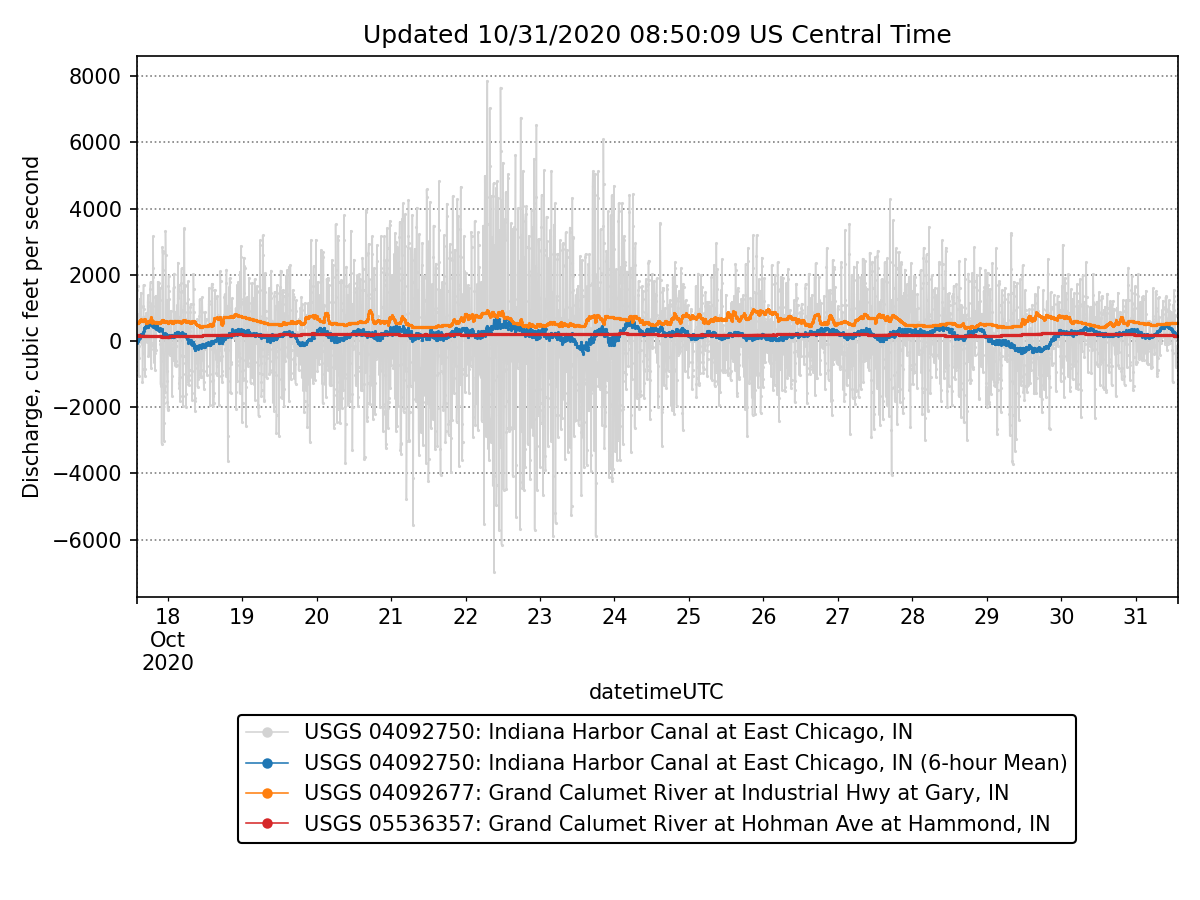 Updated 10/31/2020 08:50:09 US Central Time
Discharge, cubic feet per second
8000
6000
4000
2000
0
−2000
−4000
−6000
18 19 20 21 22 23 24 25 26 27 28 29 30 31
Oct
2020
datetimeUTC
USGS 04092750: Indiana Harbor Canal at East Chicago, IN
USGS 04092750: Indiana Harbor Canal at East Chicago, IN (6-hour Mean)
USGS 04092677: Grand Calumet River at Industrial Hwy at Gary, IN
USGS 05536357: Grand Calumet River at Hohman Ave at Hammond, IN